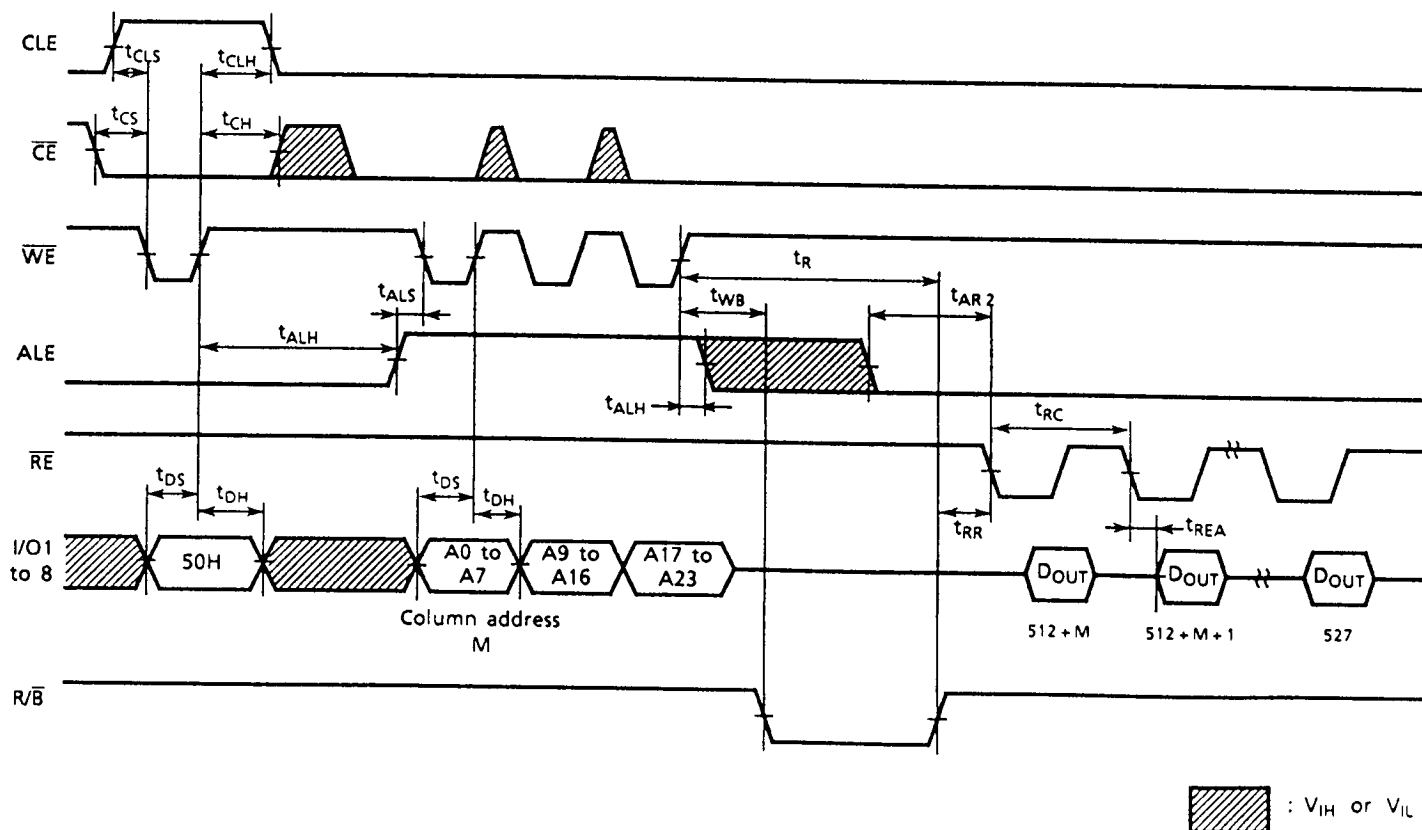 CLE
tCLS
tCLH
CE
tCS
tCH
WE
tR
tALS
tWB
tAR 2
ALE
tALH
tALH
RE
tRC
tDS
tDH
tDS
tDH
tRR
tREA
I/O1
to 8
50H
A0 to
A7
A9 to
A16
A17 to
A23
DOUT
DOUT
DOUT
Column address
M
512 + M
512 + M + 1
527
R/B
: VIH or VIL